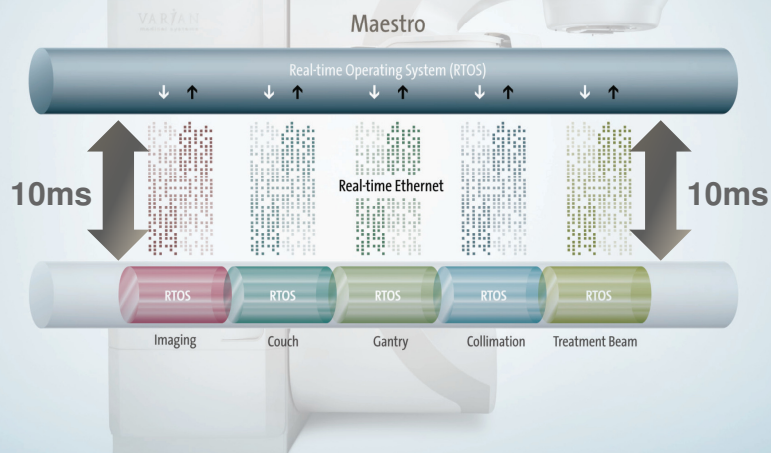 VARIAN
Maestro
Real-time Operating System (RTOS)
10ms
Real-time Ethernet
10ms
RTOS
RTOS
RTOS
RTOS
RTOS
Imaging
Couch
Gantry
Collimation
Treatment Beam